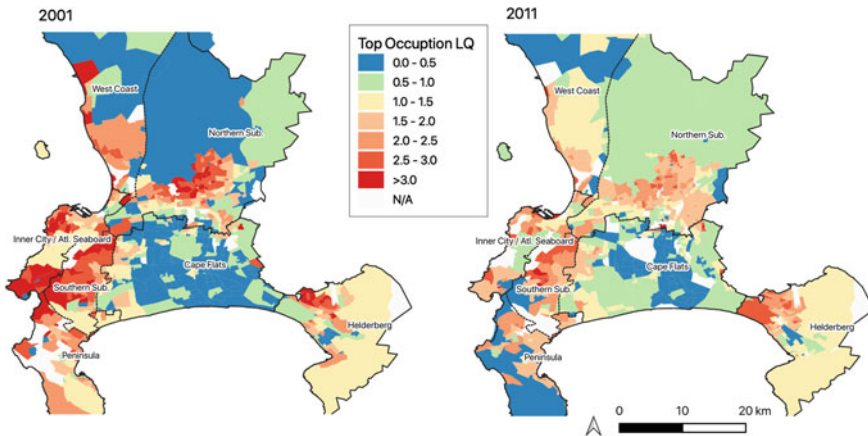 2001
2011
Top Occuption LQ
0.0 - 0.5
0.5 - 1.0
1.0 - 1.5
1.5 - 2.0
2.0 - 2.5
2.5 - 3.0
>3.0
N/A
West Coast
Northern Sub.
Inner City / Atl. Seaboard
Cape Flats
Southern Sub.
Helderberg
Peninsula
West Coast
Northern Sub.
Inner City / Atl. Seaboard
Cape Flats
Southern Sub.
Helderberg
Peninsula
0 10 20 km